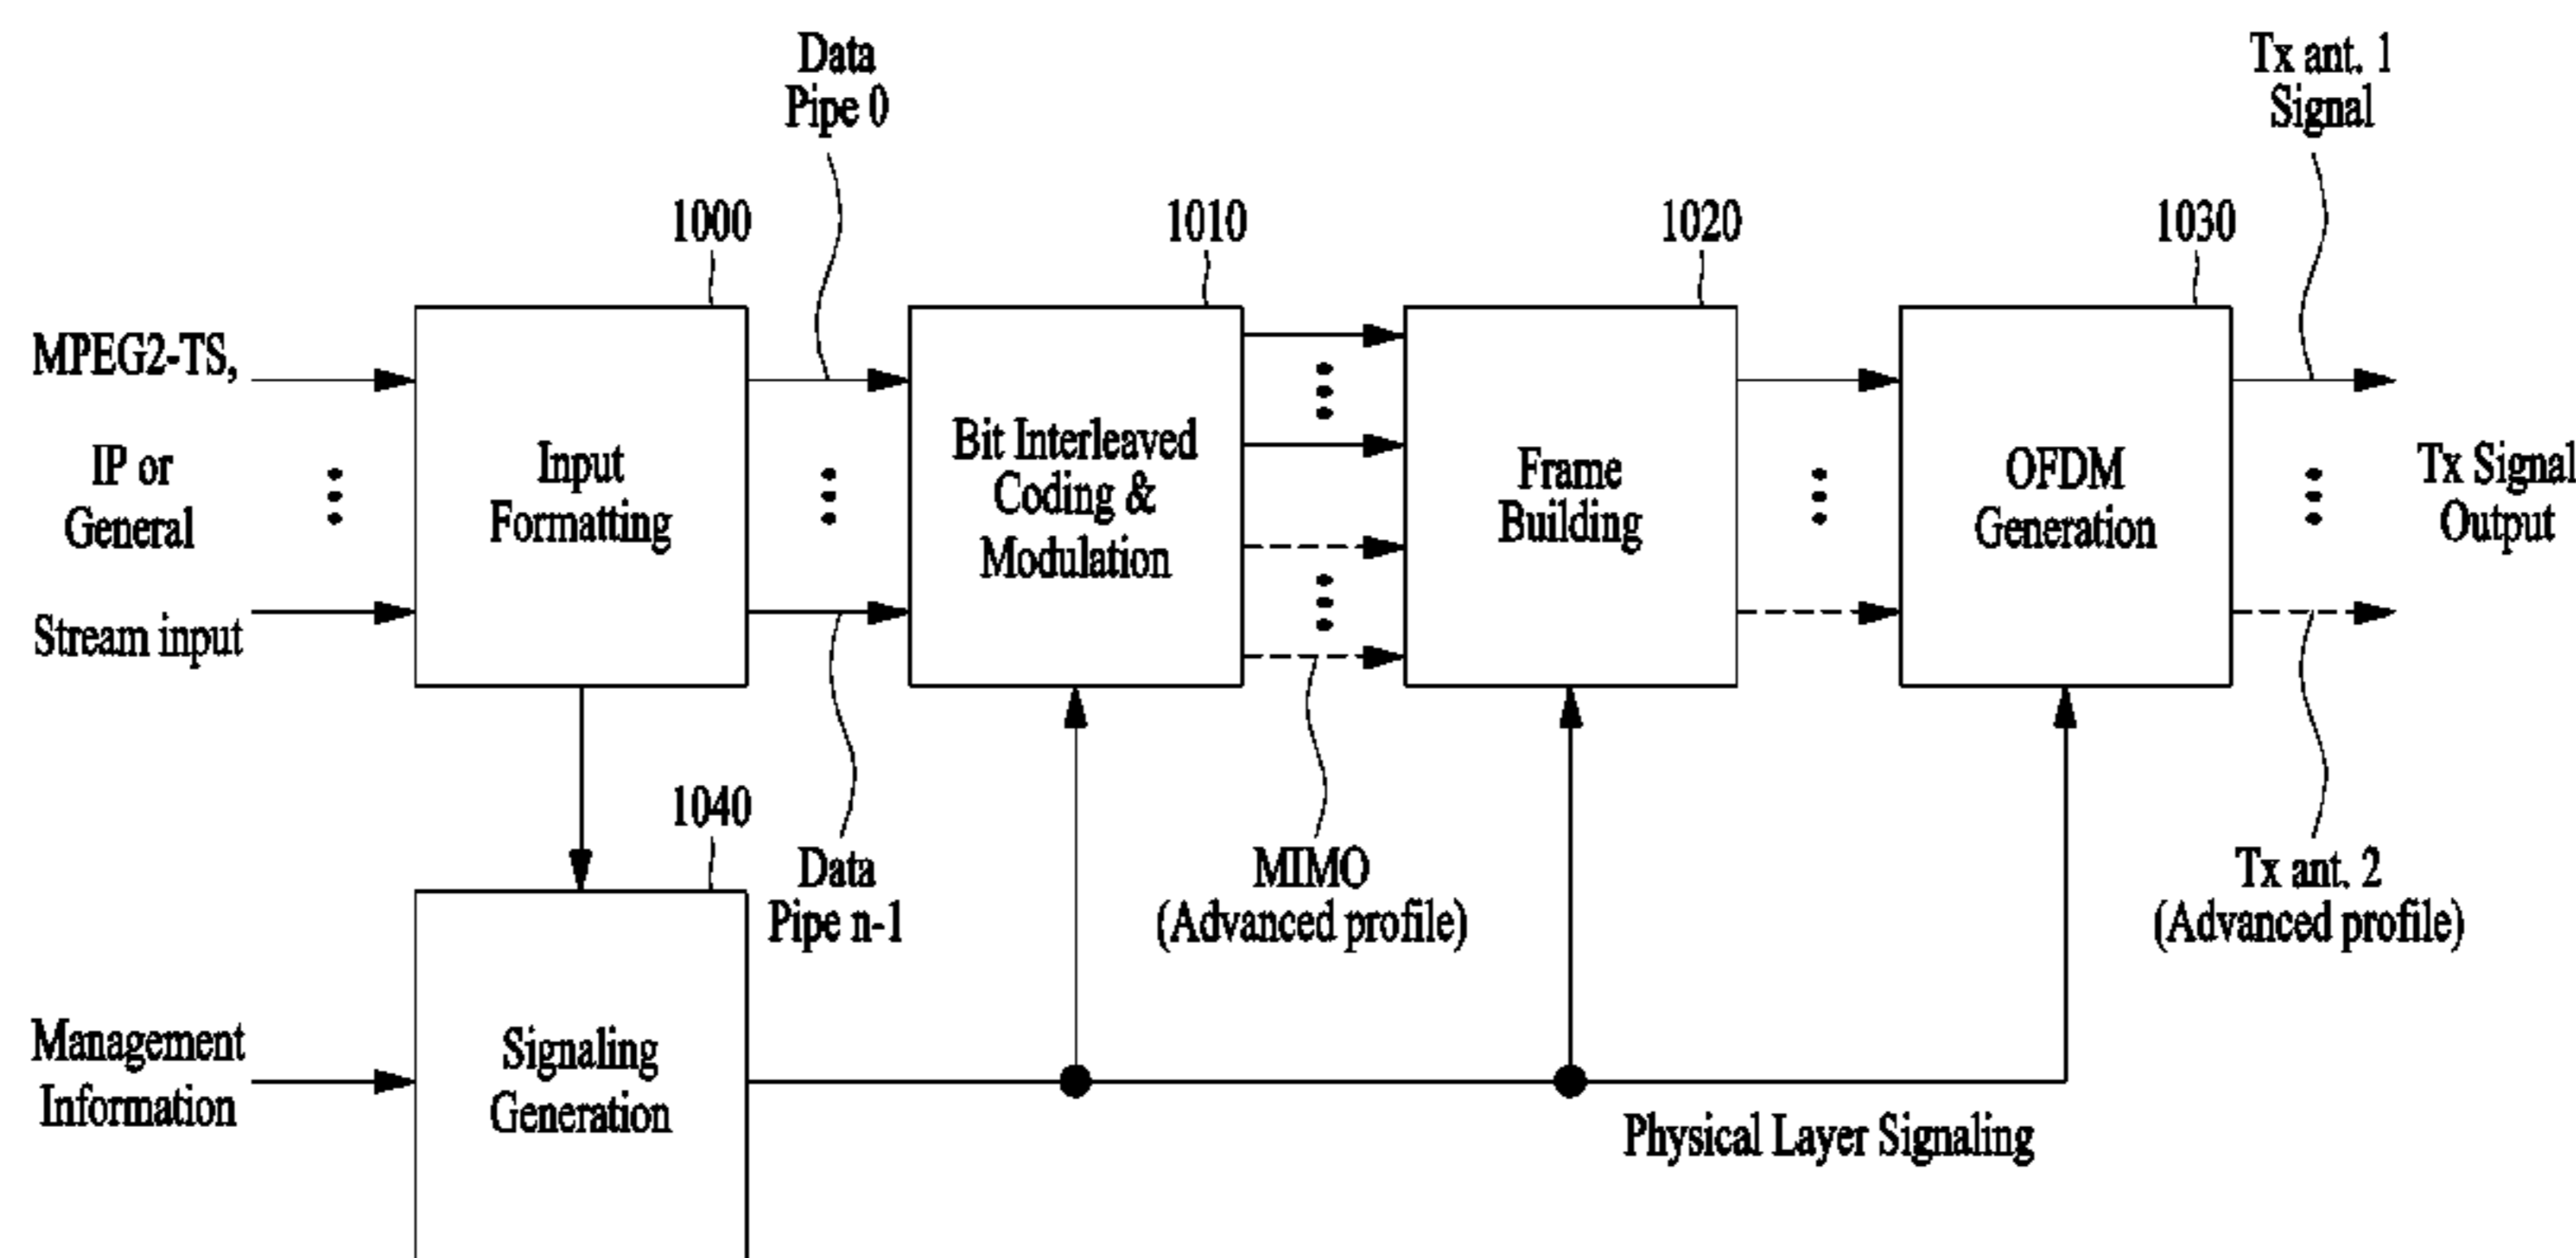 Data
Pipe 0
Tx ant. 1
Signal
1000
1010
1020
1030
MPEG2-TS,
IP or
General
Stream input
Input
Formatting
Bit Interleaved
Coding &
Modulation
Frame
Building
OFDM
Generation
Tx Signal
Output
1040
Data
Pipe n-1
MIMO
(Advanced profile)
Tx ant. 2
(Advanced profile)
Management
Information
Signaling
Generation
Physical Layer Signaling